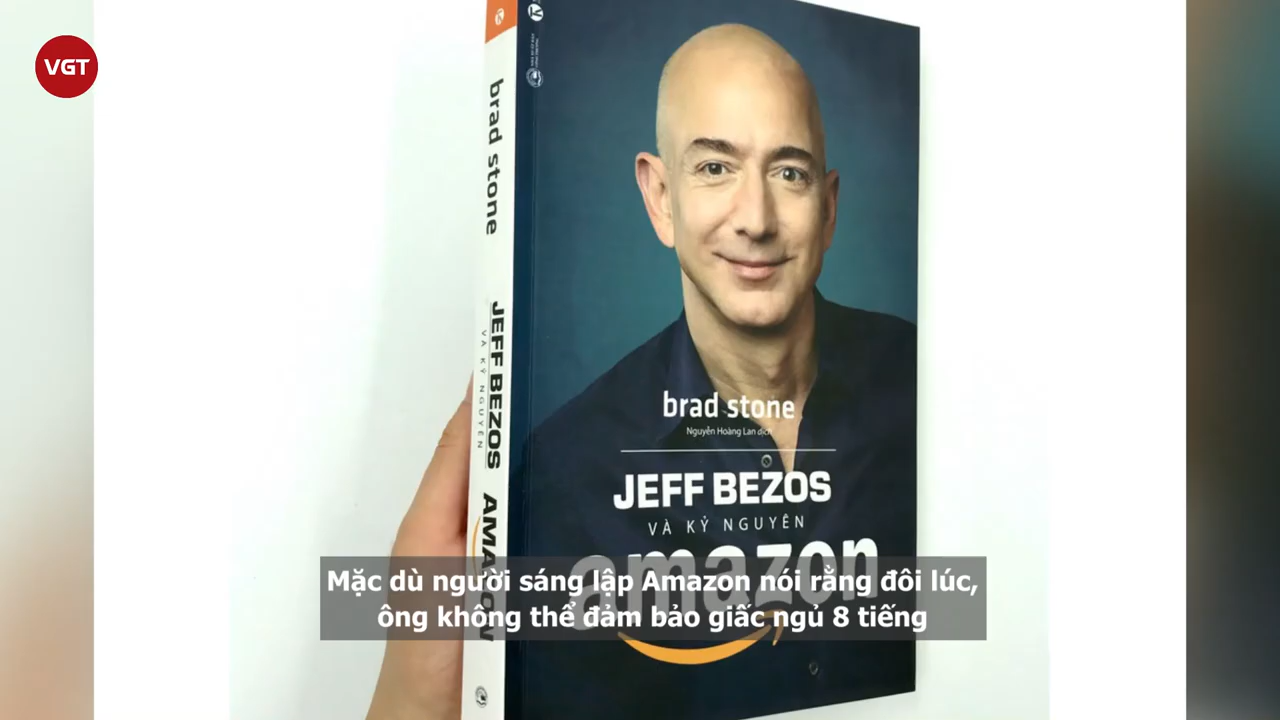 VGT
brad stone
JEFF BEZOS
VÀ KỶ NGUYÊN
AMAZON
brad stone
Nguyễn Hoàng Lan dịch
JEFF BEZOS
VÀ KỶ NGUYÊN
amazon
Mặc dù người sáng lập Amazon nói rằng đôi lúc,
ông không thể đảm bảo giấc ngủ 8 tiếng